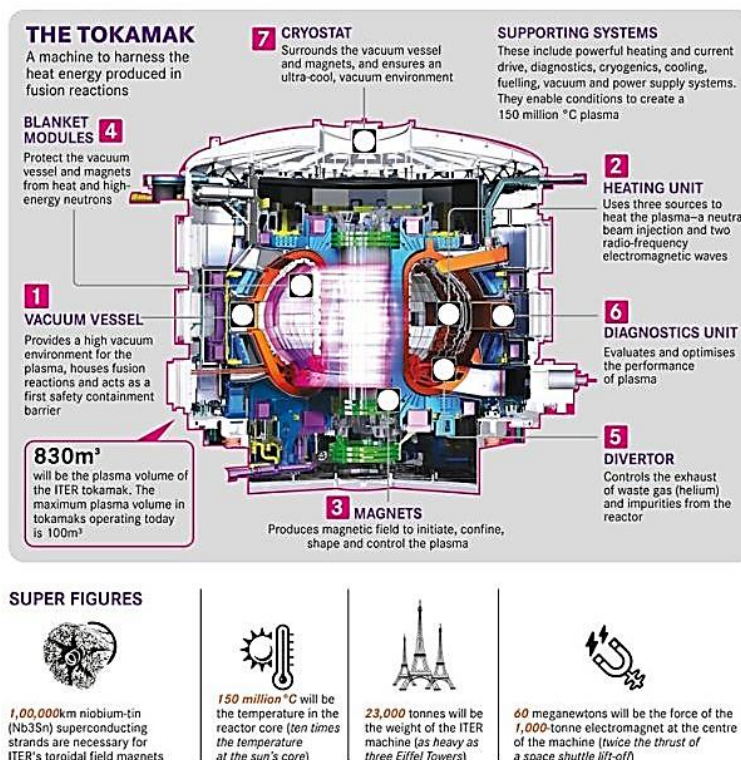 THE TOKAMAK
A machine to harness the
heat energy produced in
fusion reactions
7 CRYOSTAT
Surrounds the vacuum vessel
and magnets, and ensures an
ultra-cool, vacuum environment
SUPPORTING SYSTEMS
These include powerful heating and current
drive, diagnostics, cryogenics, cooling,
fuelling, vacuum and power supply systems.
They enable conditions to create a
150 million °C plasma
BLANKET
MODULES 4
Protect the vacuum
vessel and magnets
from heat and high-
energy neutrons
2
HEATING UNIT
Uses three sources to
heat the plasma–a neutra
beam injection and two
radio-frequency
electromagnetic waves
1
VACUUM VESSEL
Provides a high vacuum
environment for the
plasma, houses fusion
reactions and acts as a
first safety containment
barrier
6
DIAGNOSTICS UNIT
Evaluates and optimises
the performance
of plasma
830m³
will be the plasma volume of
the ITER tokamak. The
maximum plasma volume in
tokamaks operating today
is 100m³
3 MAGNETS
Produces magnetic field to initiate, confine,
shape and control the plasma
5
DIVERTOR
Controls the exhaust
of waste gas (helium)
and impurities from the
reactor
SUPER FIGURES
1,00,000km niobium-tin
(Nb3Sn) superconducting
strands are necessary for
ITER's toroidal field magnets
150 million°C will be
the temperature in the
reactor core (ten times
the temperature
at the sun's core)
23,000 tonnes will be
the weight of the ITER
machine (as heavy as
three Eiffel Towers)
60 meganewtons will be the force of the
1,000-tonne electromagnet at the centre
of the machine (twice the thrust of
a space shuttle lift-off)